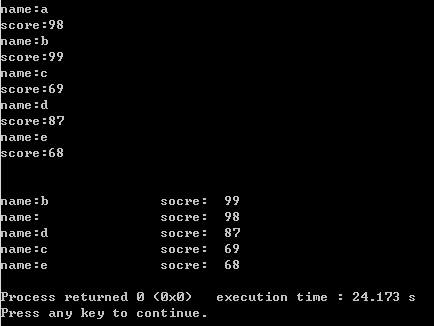 name:a
score:98
name:b
score:99
name:c
score:69
name:d
score:87
name:e
score:68
name:b socre: 99
name: socre: 98
name:d socre: 87
name:c socre: 69
name:e socre: 68
Process returned 0 (0x0) execution time : 24.173 s
Press any key to continue.